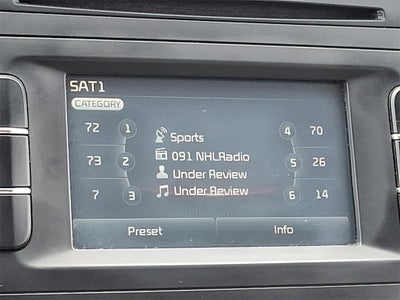 SAT1
CATEGORY
72 1 Sports 4 70
73 2 091 NHLRadio 5 26
Under Review
7 3 Under Review 6 14
Preset Info